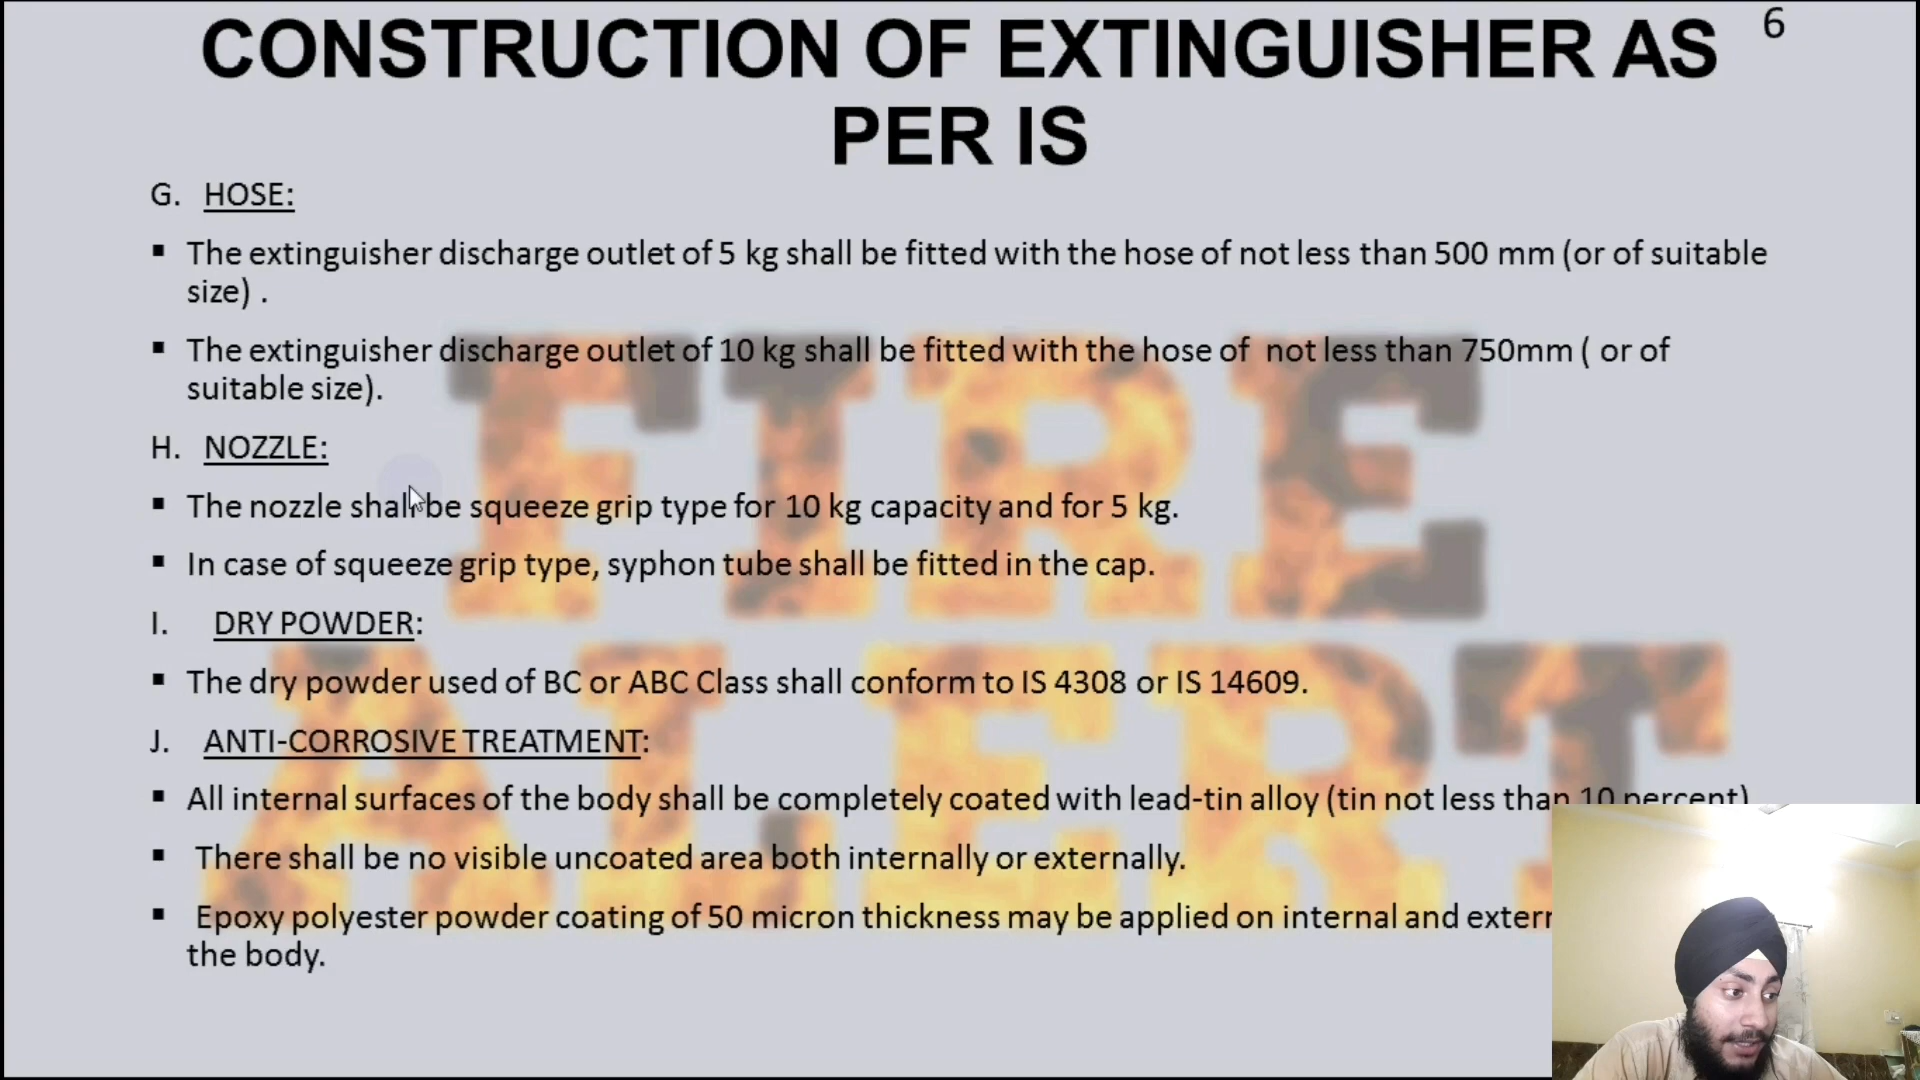 6
CONSTRUCTION OF EXTINGUISHER AS
PER IS
G. HOSE:
▪ The extinguisher discharge outlet of 5 kg shall be fitted with the hose of not less than 500 mm (or of suitable
size) .
▪ The extinguisher discharge outlet of 10 kg shall be fitted with the hose of not less than 750mm ( or of
suitable size).
H. NOZZLE:
▪ The nozzle shall be squeeze grip type for 10 kg capacity and for 5 kg.
▪ In case of squeeze grip type, syphon tube shall be fitted in the cap.
I. DRY POWDER:
▪ The dry powder used of BC or ABC Class shall conform to IS 4308 or IS 14609.
J. ANTI-CORROSIVE TREATMENT:
▪ All internal surfaces of the body shall be completely coated with lead-tin alloy (tin not less than 10 percent)
▪ There shall be no visible uncoated area both internally or externally.
▪ Epoxy polyester powder coating of 50 micron thickness may be applied on internal and
the body.
FIRE
ALERT